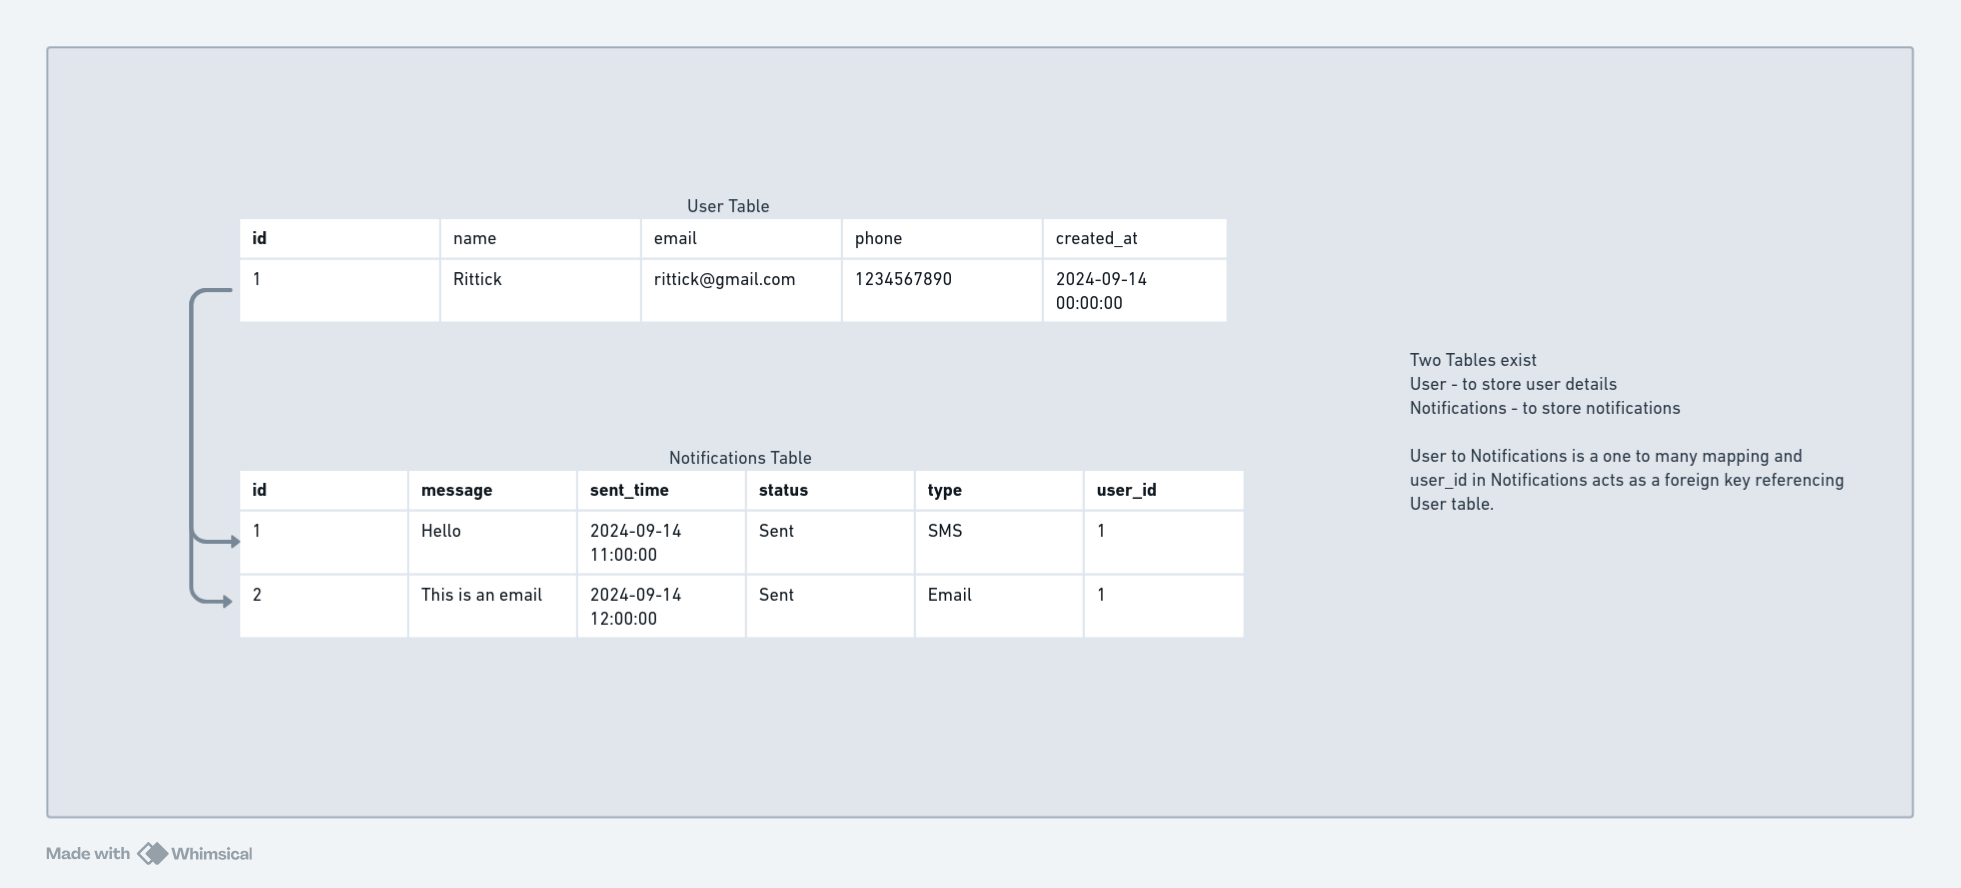 User Table
id name email phone created_at
1 Rittick rittick@gmail.com 1234567890 2024-09-14
00:00:00
Two Tables exist
User - to store user details
Notifications - to store notifications
User to Notifications is a one to many mapping and
user_id in Notifications acts as a foreign key referencing
User table.
Notifications Table
id message sent_time status type user_id
1 Hello 2024-09-14 Sent SMS 1
11:00:00
2 This is an email 2024-09-14 Sent Email 1
12:00:00
Made with Whimsical